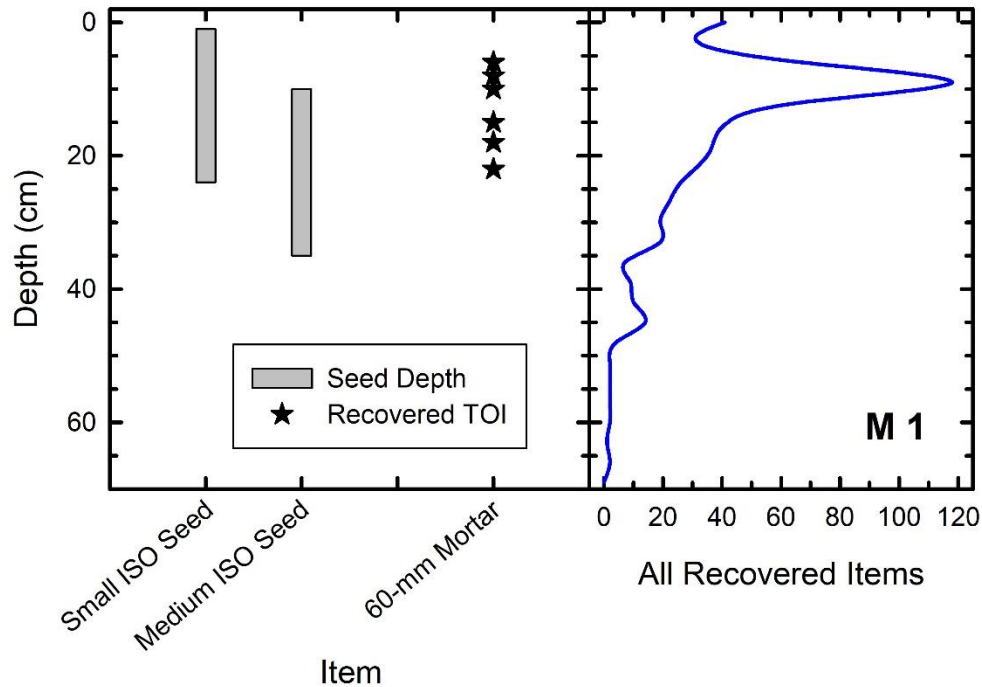 0
20
40
60
Depth (cm)
Seed Depth
Recovered TOI
Small ISO Seed
Medium ISO Seed
60-mm Mortar
Item
M 1
0 20 40 60 80 100 120
All Recovered Items